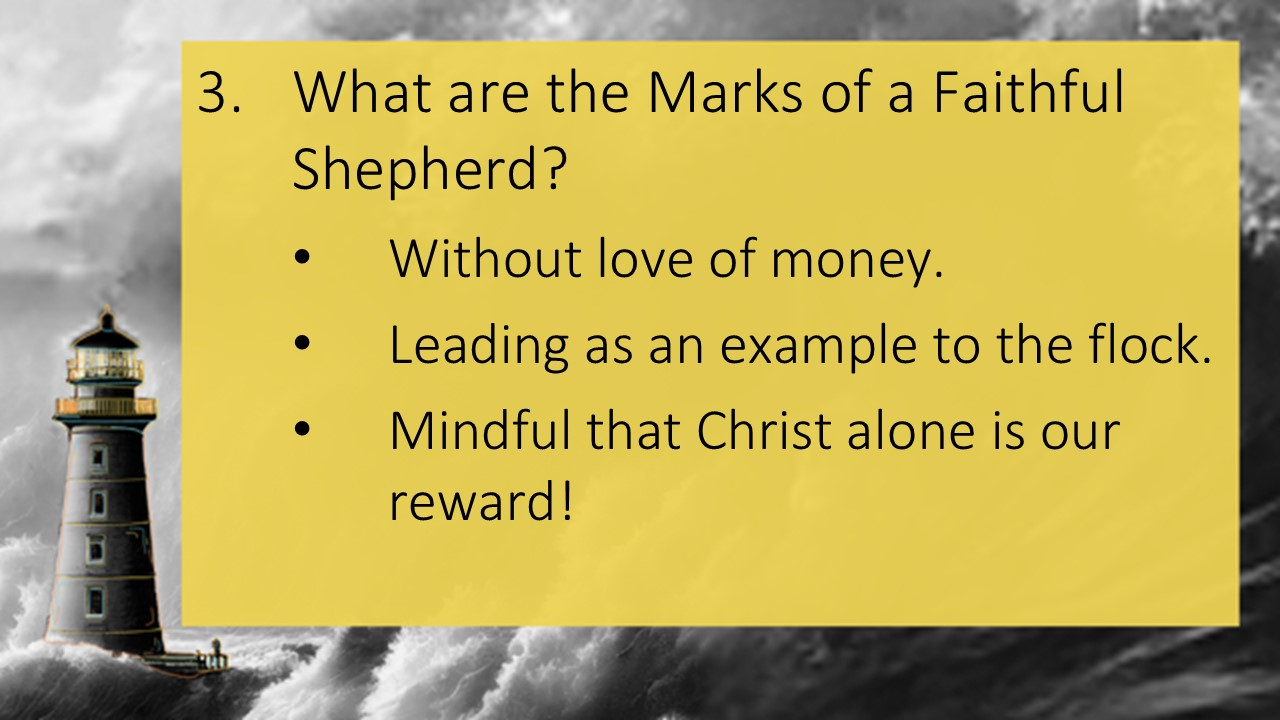 3. What are the Marks of a Faithful
Shepherd?
• Without love of money.
• Leading as an example to the flock.
• Mindful that Christ alone is our
reward!